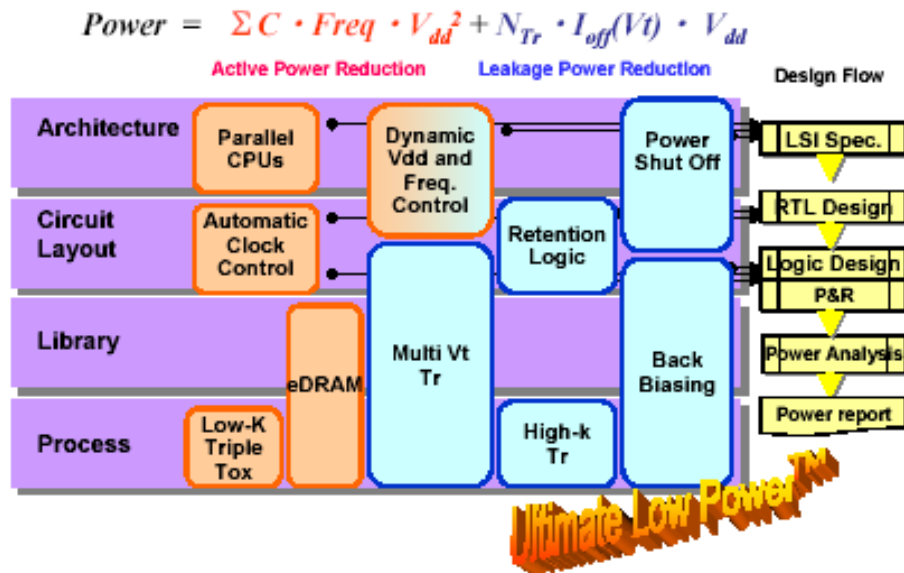 Power = ΣC · Freq · Vdd² + NTr · Ioff(Vt) · Vdd
Active Power Reduction
Leakage Power Reduction
Design Flow
Architecture
Parallel
CPUs
Dynamic
Vdd and
Freq.
Control
Power
Shut Off
LSI Spec.
Circuit
Layout
Automatic
Clock
Control
Retention
Logic
RTL Design
Logic Design
P&R
Library
eDRAM
Multi Vt
Tr
Back
Biasing
Power Analysis
Process
Low-K
Triple
Tox
High-k
Tr
Power report
Ultimate Low Power™